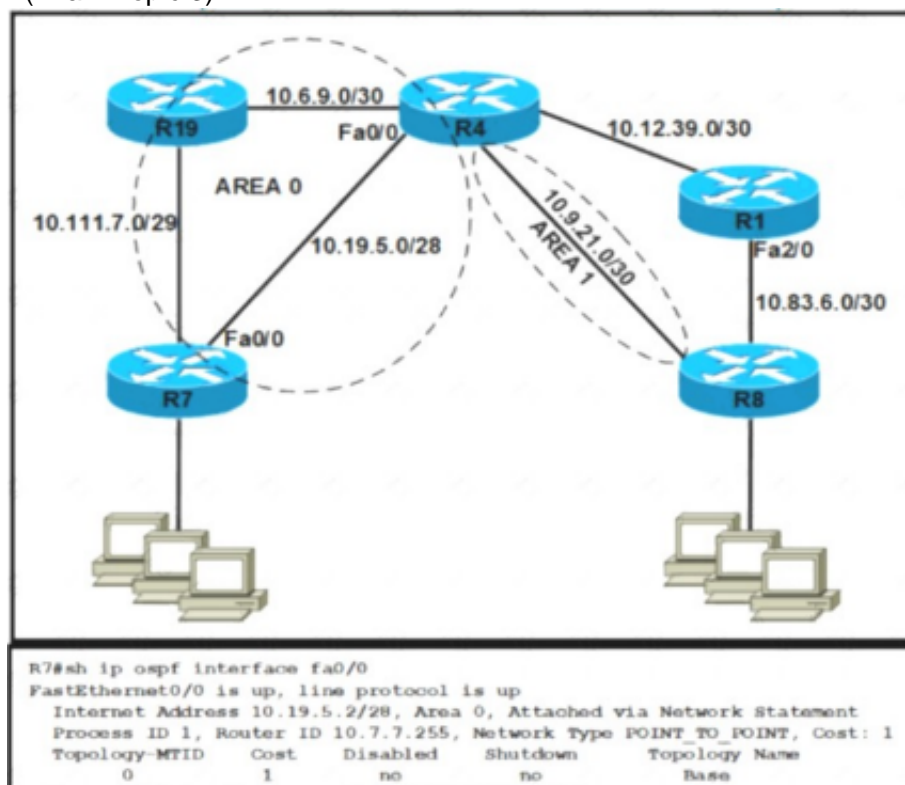 10.6.9.0/30
R19
Fa0/0
R4
10.12.39.0/30
AREA 0
10.111.7.0/29
10.19.5.0/28
10.9.21.0/30
AREA 1
R1
Fa2/0
10.83.6.0/30
Fa0/0
R7
R8
R7#sh ip ospf interface fa0/0
FastEthernet0/0 is up, line protocol is up
Internet Address 10.19.5.2/28, Area 0, Attached via Network Statement
Process ID 1, Router ID 10.7.7.255, Network Type POINT_TO_POINT, Cost: 1
Topology-MTID Cost Disabled Shutdown Topology Name
0 1 no no Base